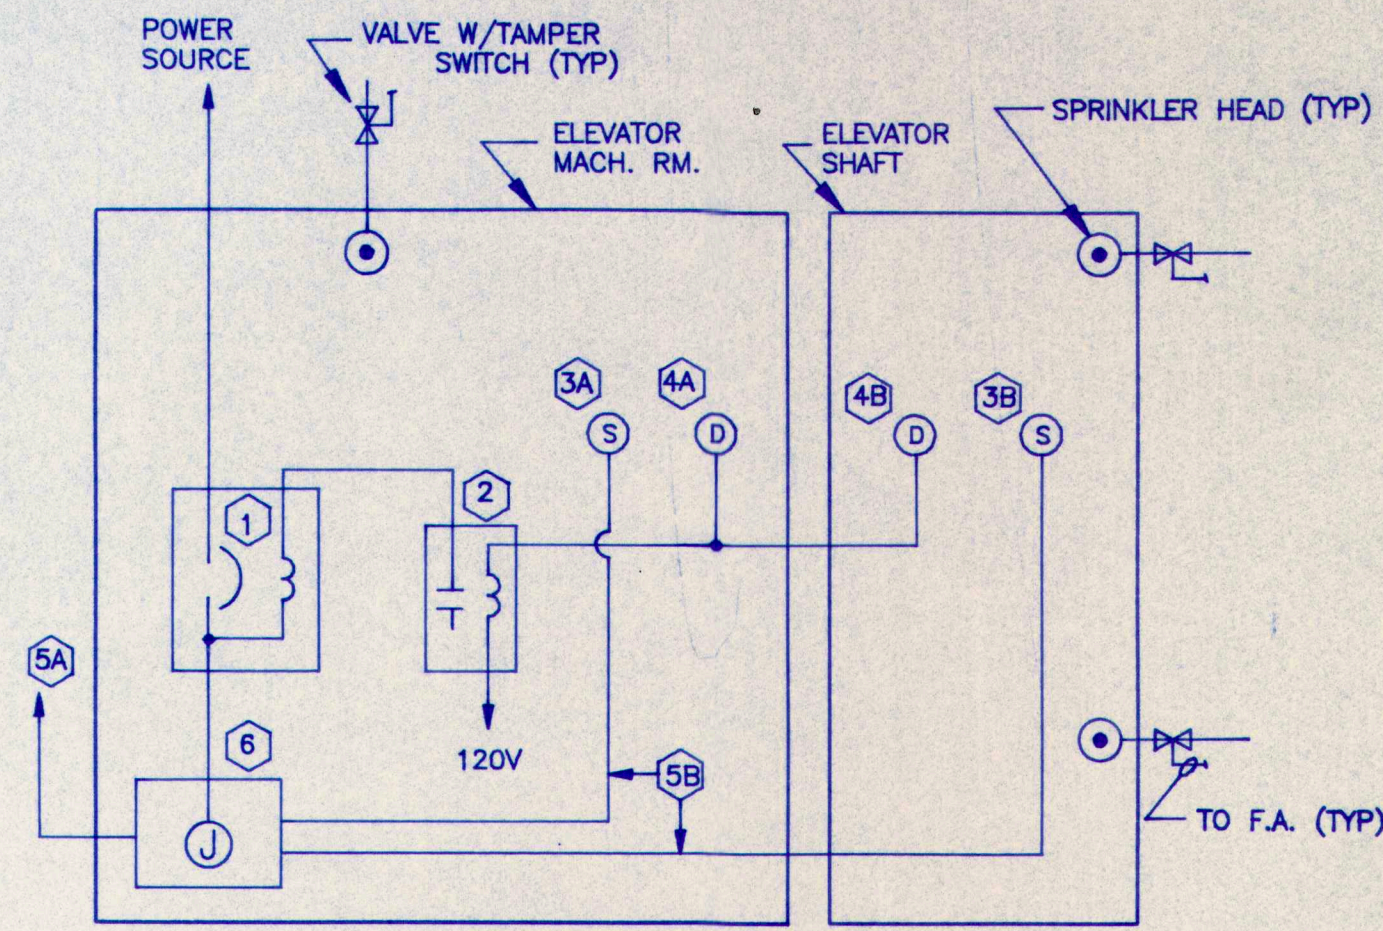 POWER
SOURCE
VALVE W/TAMPER
SWITCH (TYP)
ELEVATOR
MACH. RM.
ELEVATOR
SHAFT
SPRINKLER HEAD (TYP)
3A
4A
4B
3B
S
D
D
S
1
2
5A
6
120V
5B
J
TO F.A. (TYP)